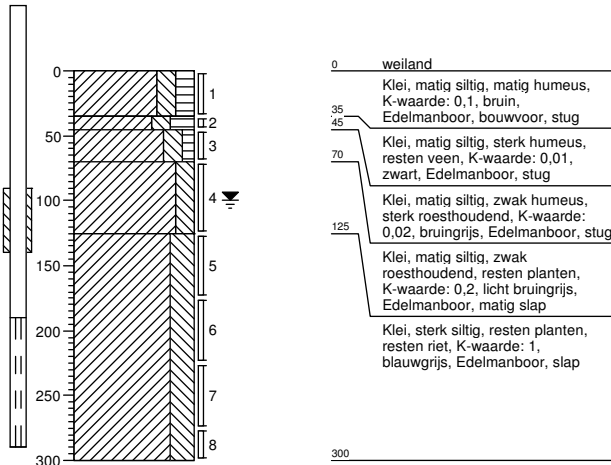 0
50
100
150
200
250
300
1
2
3
4
5
6
7
8
0
weiland
Klei, matig siltig, matig humeus,
K-waarde: 0,1, bruin,
Edelmanboor, bouwvoor, stug
35
Klei, matig siltig, sterk humeus,
resten veen, K-waarde: 0,01,
zwart, Edelmanboor, stug
45
Klei, matig siltig, zwak humeus,
sterk roesthoudend, K-waarde:
0,02, bruingrijs, Edelmanboor, stug
70
Klei, matig siltig, zwak
roesthoudend, resten planten,
K-waarde: 0,2, licht bruingrijs,
Edelmanboor, matig slap
125
Klei, sterk siltig, resten planten,
resten riet, K-waarde: 1,
blauwgrijs, Edelmanboor, slap
300